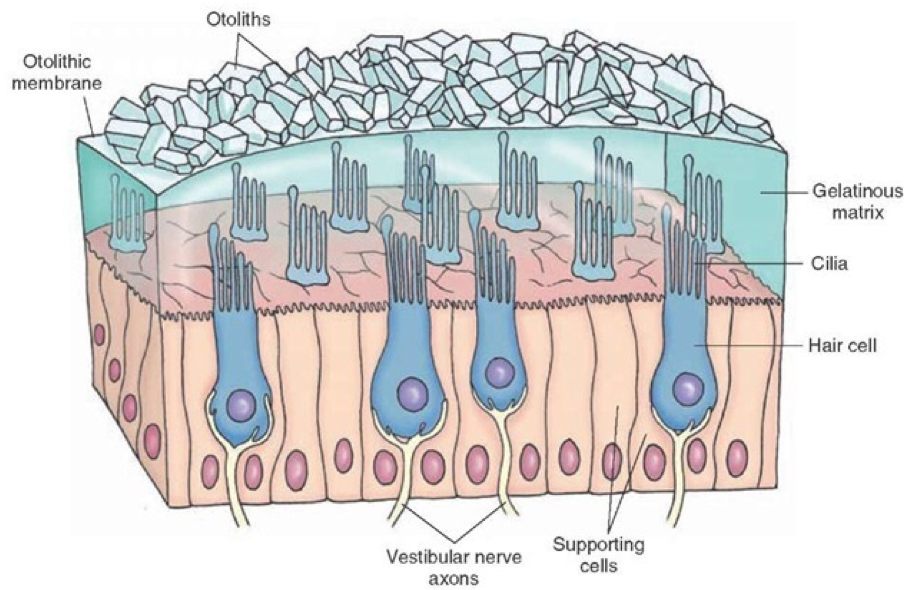 Otoliths
Otolithic
membrane
Gelatinous
matrix
Cilia
Hair cell
Vestibular nerve
axons
Supporting
cells